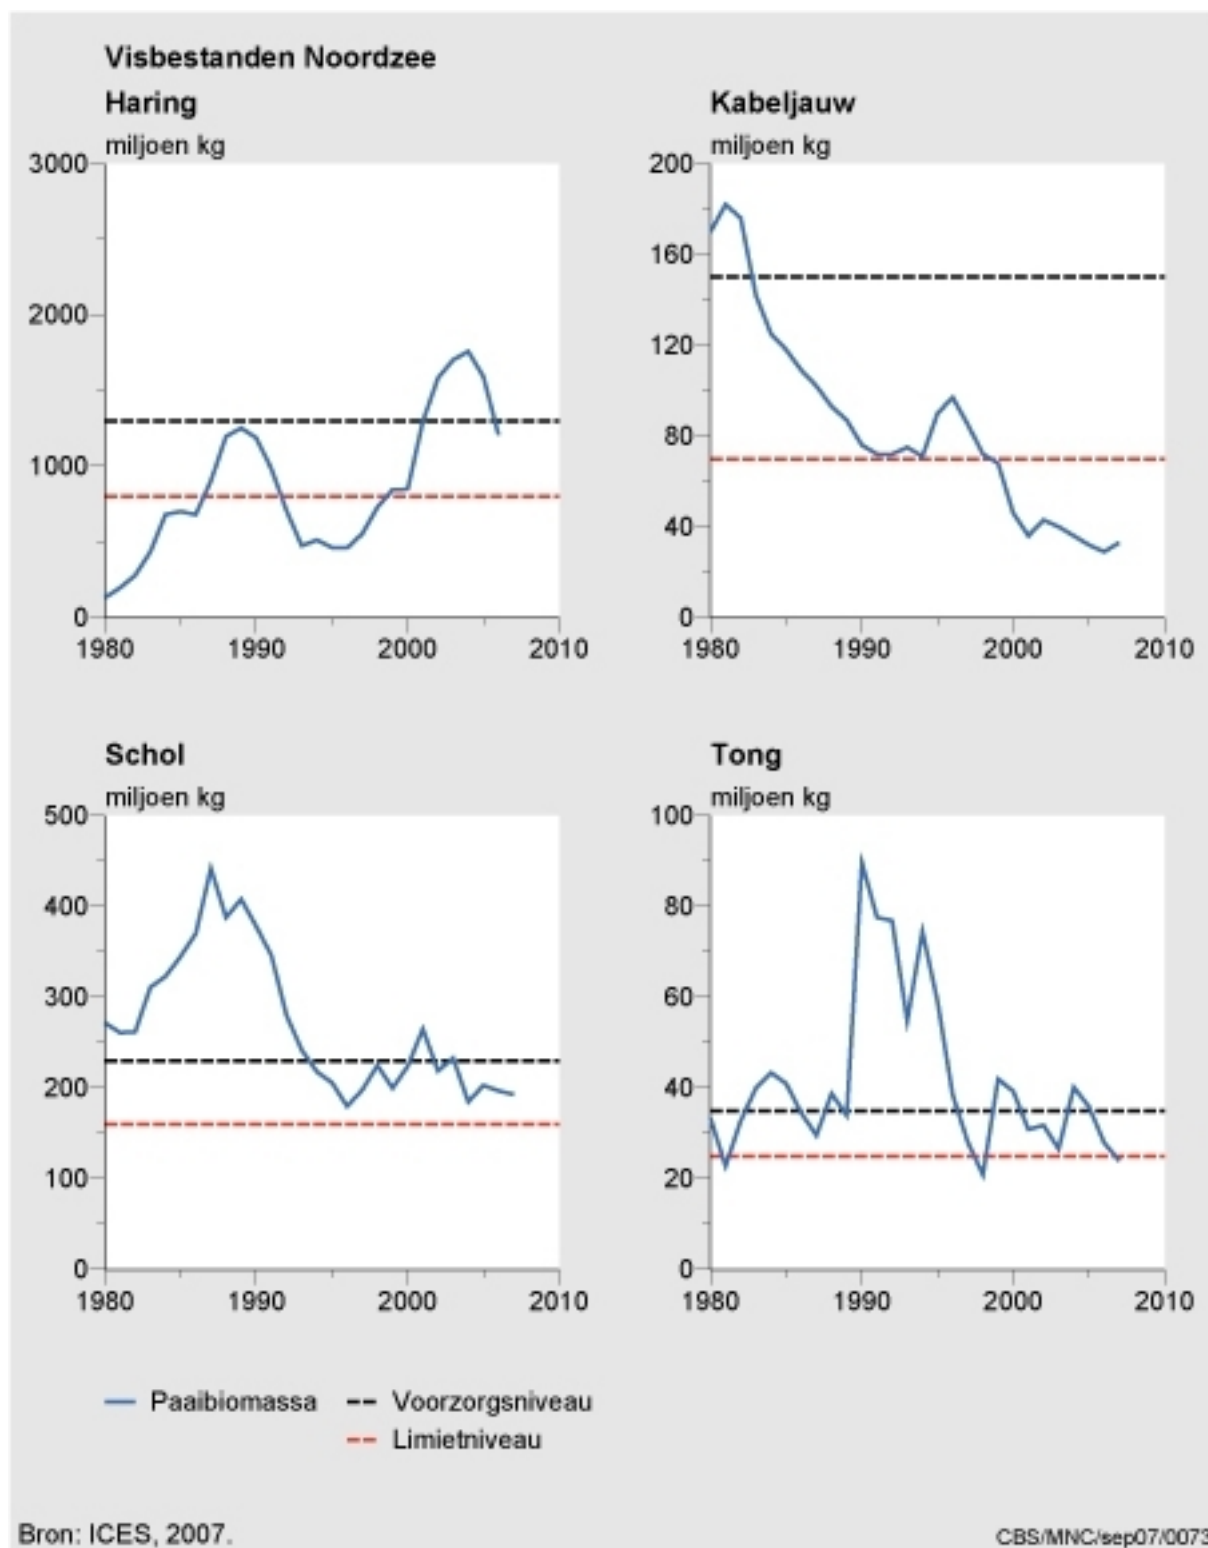 Visbestanden Noordzee
Haring
miljoen kg
3000
2000
1000
0
1980 1990 2000 2010
Kabeljauw
miljoen kg
200
160
120
80
40
0
1980 1990 2000 2010
Schol
miljoen kg
500
400
300
200
100
0
1980 1990 2000 2010
Tong
miljoen kg
100
80
60
40
20
0
1980 1990 2000 2010
Paaibiomassa Voorzorgsniveau
Limietniveau
Bron: ICES, 2007.
CBS/MNC/sep07/0073